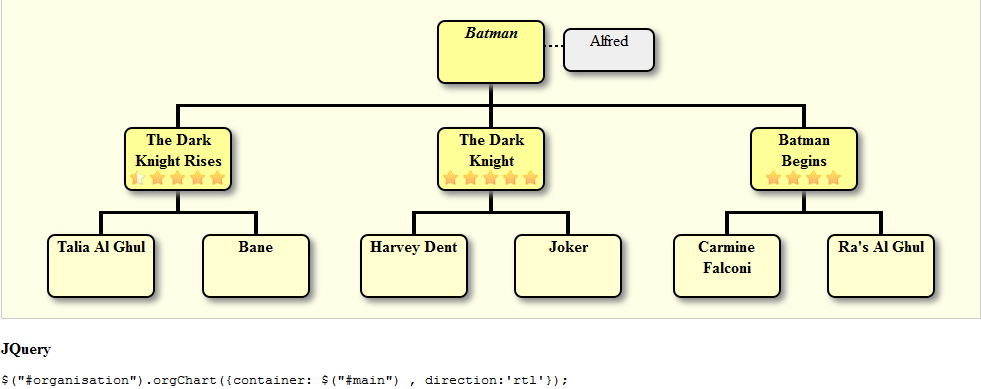 Batman
Alfred
The Dark
Knight Rises
The Dark
Knight
Batman
Begins
Talia Al Ghul
Bane
Harvey Dent
Joker
Carmine
Falconi
Ra's Al Ghul
JQuery
$("#organisation").orgChart({container: $("#main") , direction:'rtl'});